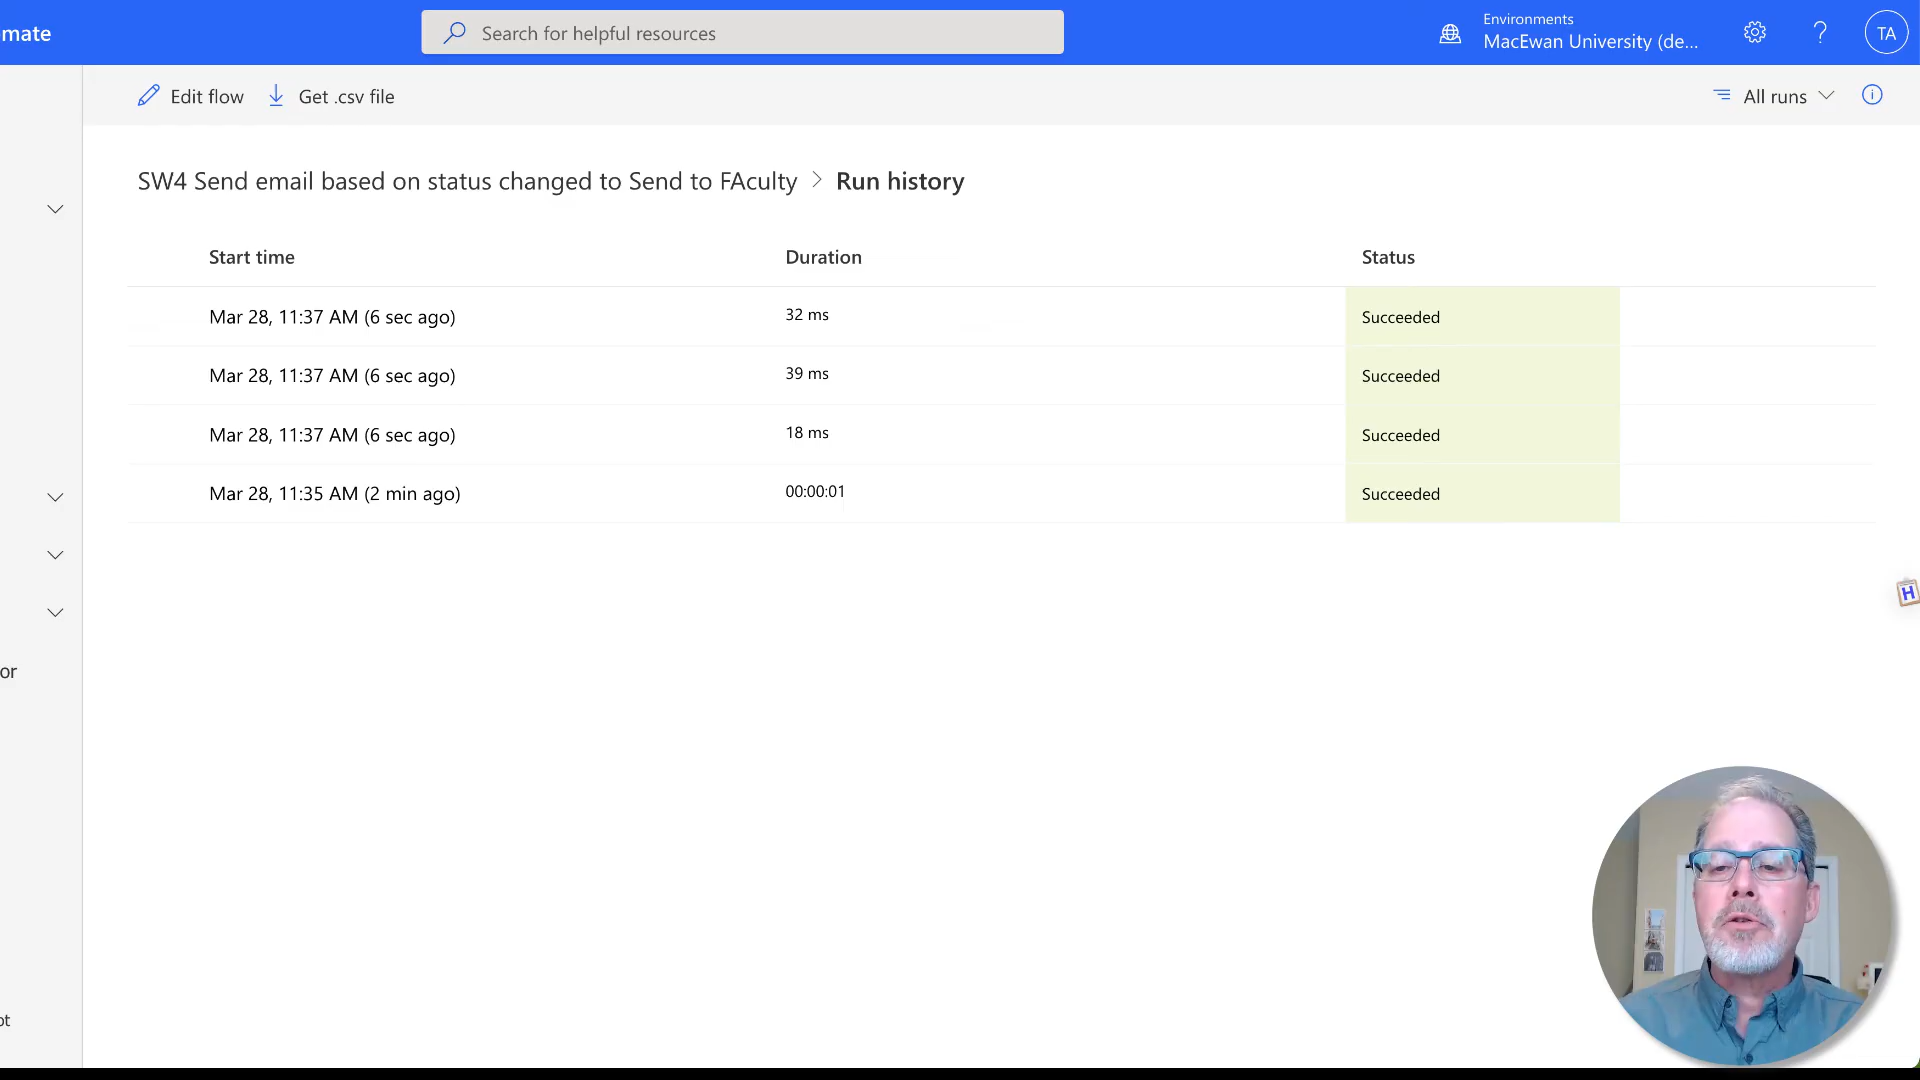 mate
Search for helpful resources
Environments
MacEwan University (de...
TA
Edit flow
Get .csv file
All runs
SW4 Send email based on status changed to Send to FAculty > Run history
Start time
Duration
Status
Mar 28, 11:37 AM (6 sec ago)
32 ms
Succeeded
Mar 28, 11:37 AM (6 sec ago)
39 ms
Succeeded
Mar 28, 11:37 AM (6 sec ago)
18 ms
Succeeded
Mar 28, 11:35 AM (2 min ago)
00:00:01
Succeeded
H
or
ot